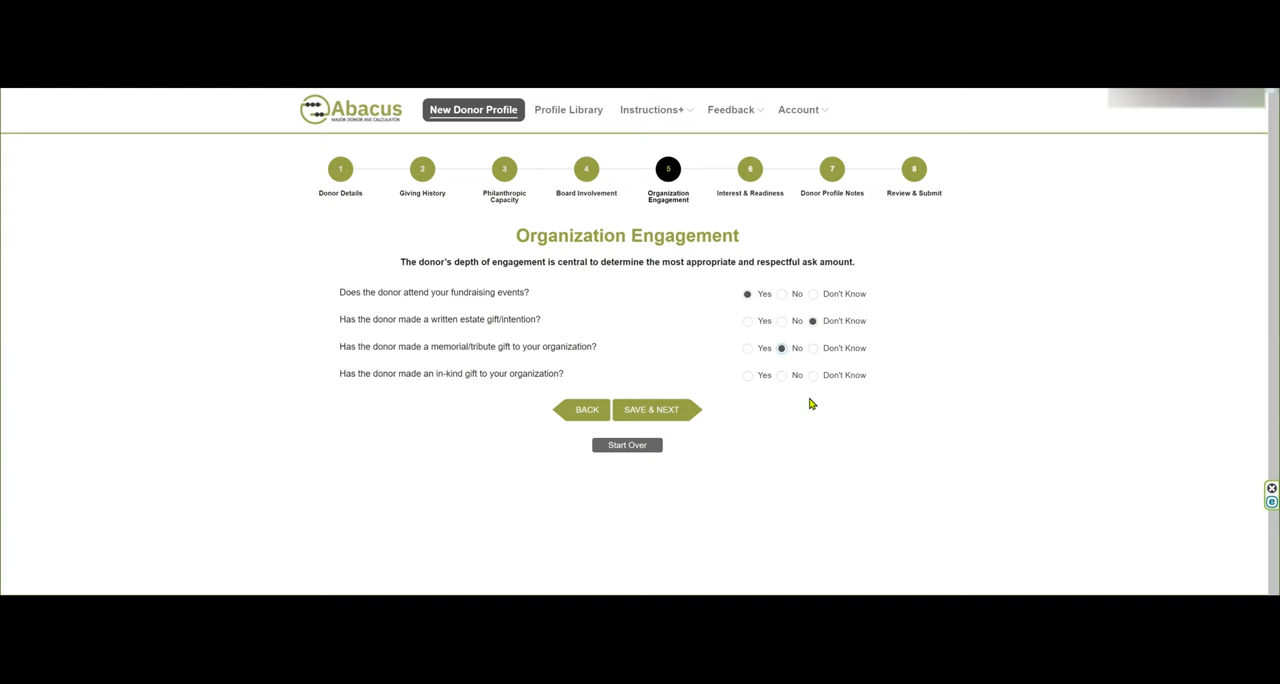 Abacus
MAJOR DONOR ASK CALCULATOR
New Donor Profile Profile Library Instructions+ Feedback Account
1 2 3 4 5 6 7 8
Donor Details Giving History Philanthropic Capacity Board Involvement Organization Engagement Interest & Readiness Donor Profile Notes Review & Submit
Organization Engagement
The donor's depth of engagement is central to determine the most appropriate and respectful ask amount.
Does the donor attend your fundraising events? Yes No Don't Know
Has the donor made a written estate gift/intention? Yes No Don't Know
Has the donor made a memorial/tribute gift to your organization? Yes No Don't Know
Has the donor made an in-kind gift to your organization? Yes No Don't Know
BACK SAVE & NEXT
Start Over